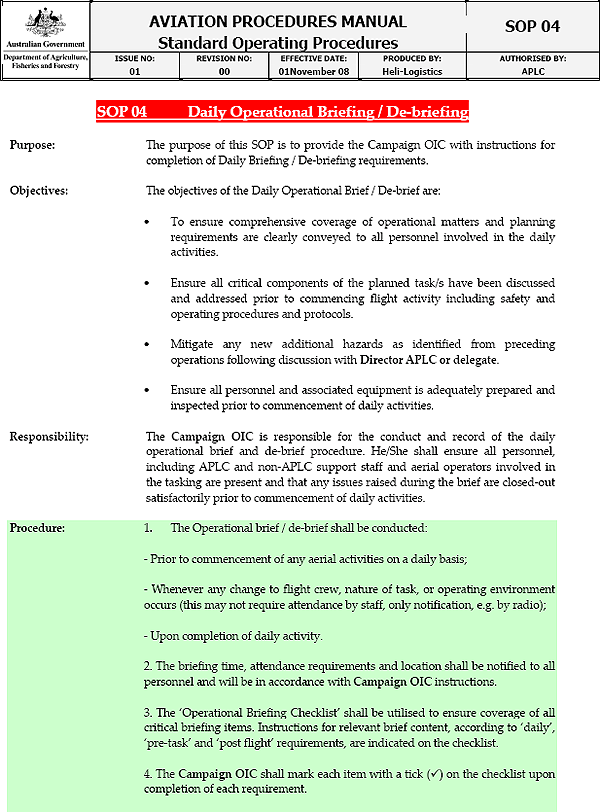 AVIATION PROCEDURES MANUAL
Standard Operating Procedures
SOP 04
Australian Government
Department of Agriculture,
Fisheries and Forestry
ISSUE NO:
01
REVISION NO:
00
EFFECTIVE DATE:
01November 08
PRODUCED BY:
Heli-Logistics
AUTHORISED BY:
APLC
SOP 04 Daily Operational Briefing / De-briefing
Purpose: The purpose of this SOP is to provide the Campaign OIC with instructions for
completion of Daily Briefing / De-briefing requirements.
Objectives: The objectives of the Daily Operational Brief / De-brief are:
• To ensure comprehensive coverage of operational matters and planning
requirements are clearly conveyed to all personnel involved in the daily
activities.
• Ensure all critical components of the planned task/s have been discussed
and addressed prior to commencing flight activity including safety and
operating procedures and protocols.
• Mitigate any new additional hazards as identified from preceding
operations following discussion with Director APLC or delegate.
• Ensure all personnel and associated equipment is adequately prepared and
inspected prior to commencement of daily activities.
Responsibility: The Campaign OIC is responsible for the conduct and record of the daily
operational brief and de-brief procedure. He/She shall ensure all personnel,
including APLC and non-APLC support staff and aerial operators involved in
the tasking are present and that any issues raised during the brief are closed-out
satisfactorily prior to commencement of daily activities.
Procedure: 1. The Operational brief / de-brief shall be conducted:
- Prior to commencement of any aerial activities on a daily basis;
- Whenever any change to flight crew, nature of task, or operating environment
occurs (this may not require attendance by staff, only notification, e.g. by radio);
- Upon completion of daily activity.
2. The briefing time, attendance requirements and location shall be notified to all
personnel and will be in accordance with Campaign OIC instructions.
3. The 'Operational Briefing Checklist' shall be utilised to ensure coverage of all
critical briefing items. Instructions for relevant brief content, according to 'daily',
'pre-task' and 'post flight' requirements, are indicated on the checklist.
4. The Campaign OIC shall mark each item with a tick (✓) on the checklist upon
completion of each requirement.